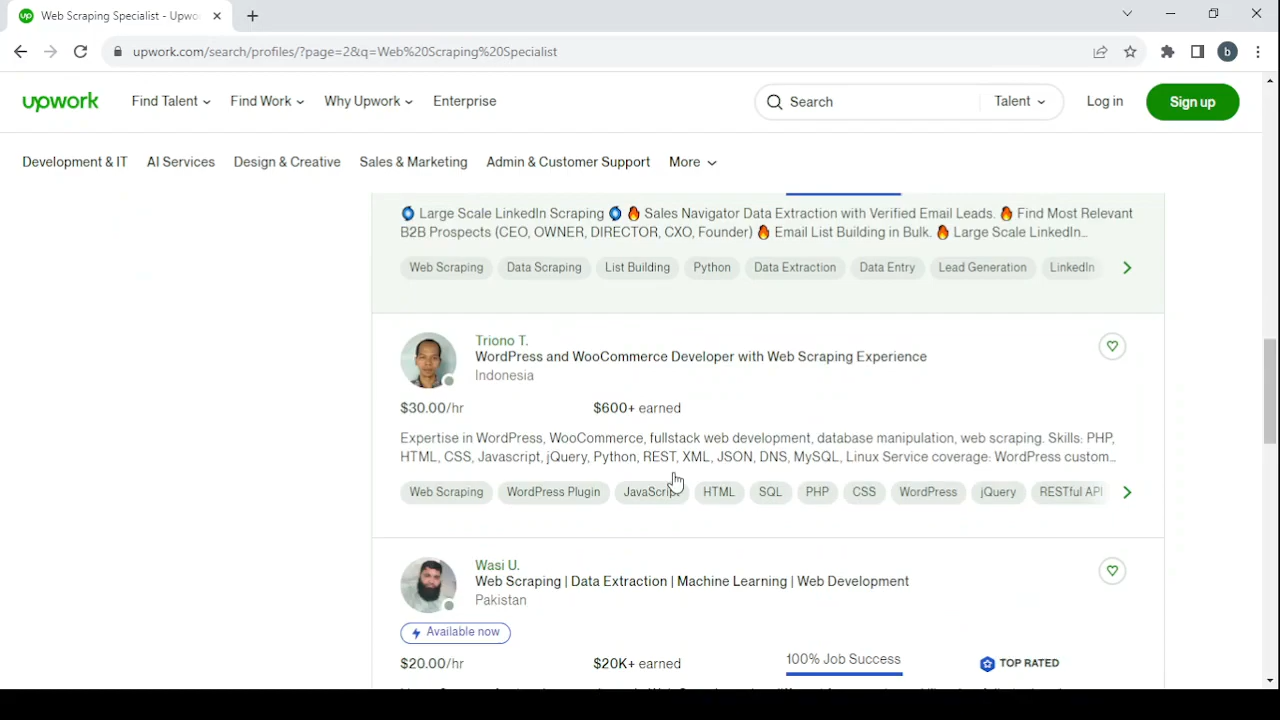 Web Scraping Specialist - Upwo
upwork.com/search/profiles/?page=2&q=Web%20Scraping%20Specialist
b
upwork
Find Talent
Find Work
Why Upwork
Enterprise
Search
Talent
Log in
Sign up
Development & IT
AI Services
Design & Creative
Sales & Marketing
Admin & Customer Support
More
Large Scale LinkedIn Scraping Sales Navigator Data Extraction with Verified Email Leads. Find Most Relevant
B2B Prospects (CEO, OWNER, DIRECTOR, CXO, Founder) Email List Building in Bulk. Large Scale LinkedIn...
Web Scraping
Data Scraping
List Building
Python
Data Extraction
Data Entry
Lead Generation
LinkedIn
Triono T.
WordPress and WooCommerce Developer with Web Scraping Experience
Indonesia
$30.00/hr
$600+ earned
Expertise in WordPress, WooCommerce, fullstack web development, database manipulation, web scraping. Skills: PHP,
HTML, CSS, Javascript, jQuery, Python, REST, XML, JSON, DNS, MySQL, Linux Service coverage: WordPress custom...
Web Scraping
WordPress Plugin
JavaScript
HTML
SQL
PHP
CSS
WordPress
jQuery
RESTful API
Wasi U.
Web Scraping | Data Extraction | Machine Learning | Web Development
Pakistan
Available now
$20.00/hr
$20K+ earned
100% Job Success
TOP RATED